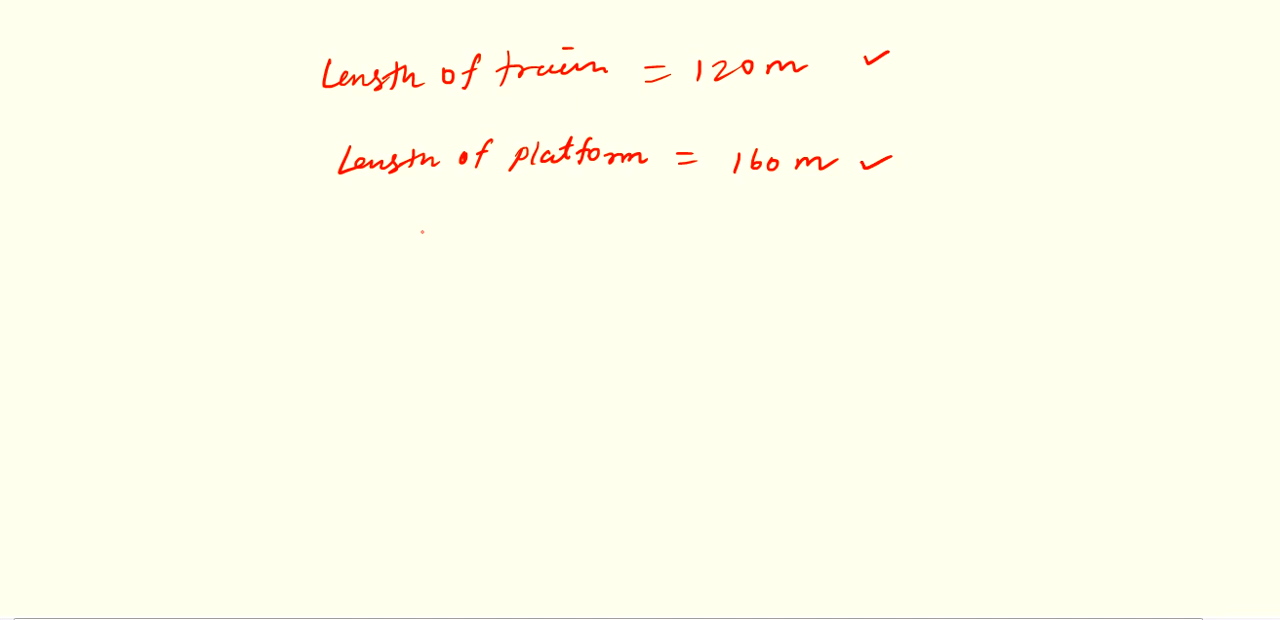 Length of train = 120 m ✓
Length of platform = 160 m ✓